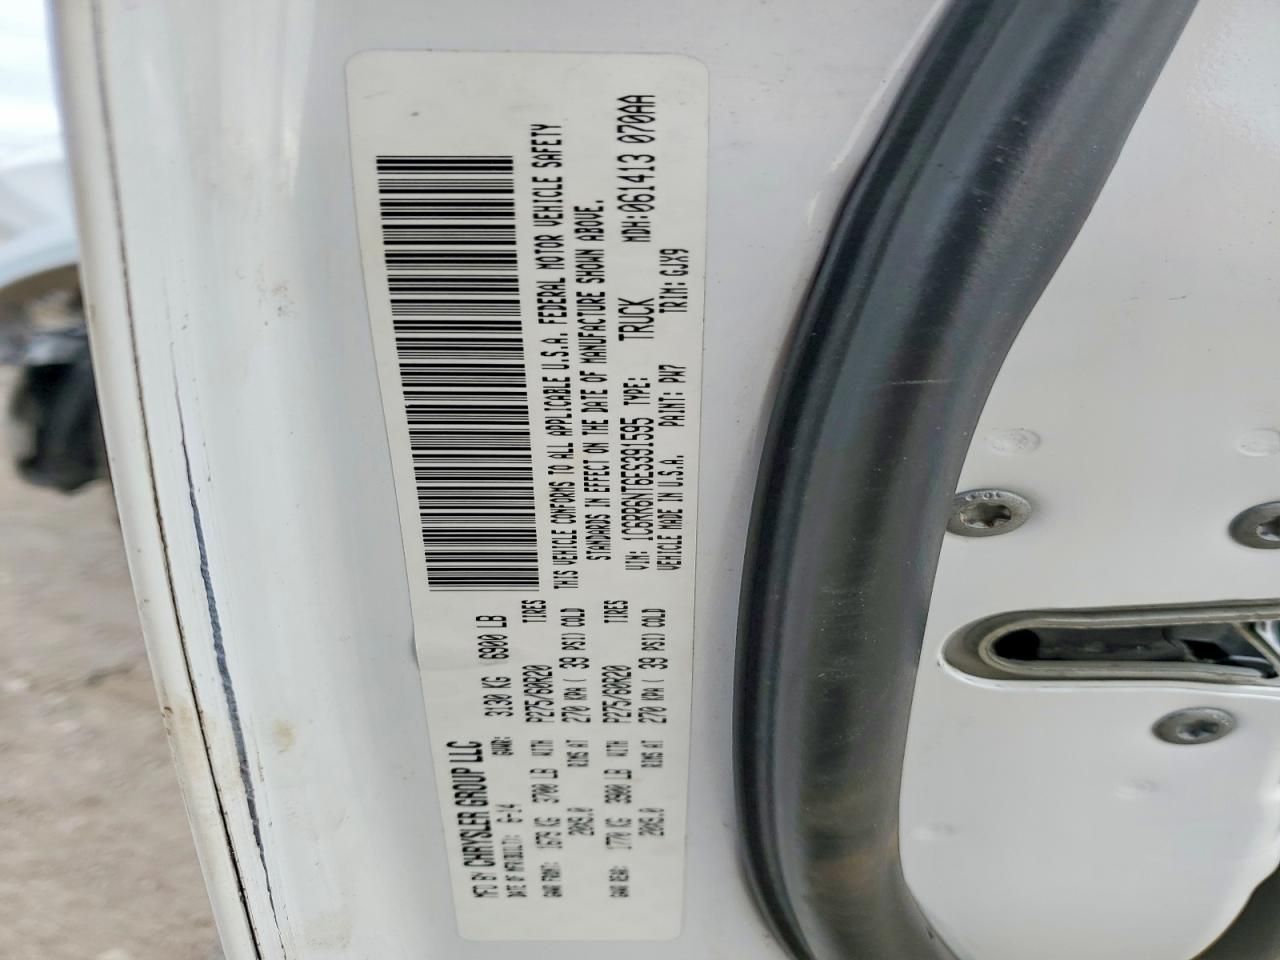 MFD BY CHRYSLER GROUP LLC
DATE OF MFR(BUILT): 6-14 GVWR: 3130 KG 6900 LB
GAWR FRONT: 1679 KG 3700 LB WITH P275/60R20 TIRES
20X9.0 RIMS AT 270 KPA ( 39 PSI) COLD
GAWR REAR: 1770 KG 3900 LB WITH P275/60R20 TIRES
20X9.0 RIMS AT 270 KPA ( 39 PSI) COLD
THIS VEHICLE CONFORMS TO ALL APPLICABLE U.S.A. FEDERAL MOTOR VEHICLE SAFETY
STANDARDS IN EFFECT ON THE DATE OF MANUFACTURE SHOWN ABOVE.
VIN: 1C6RR6NT6ES391595 TYPE: TRUCK MDH:061413 070AA
VEHICLE MADE IN U.S.A. PAINT: PW7 TRIM: GJX9